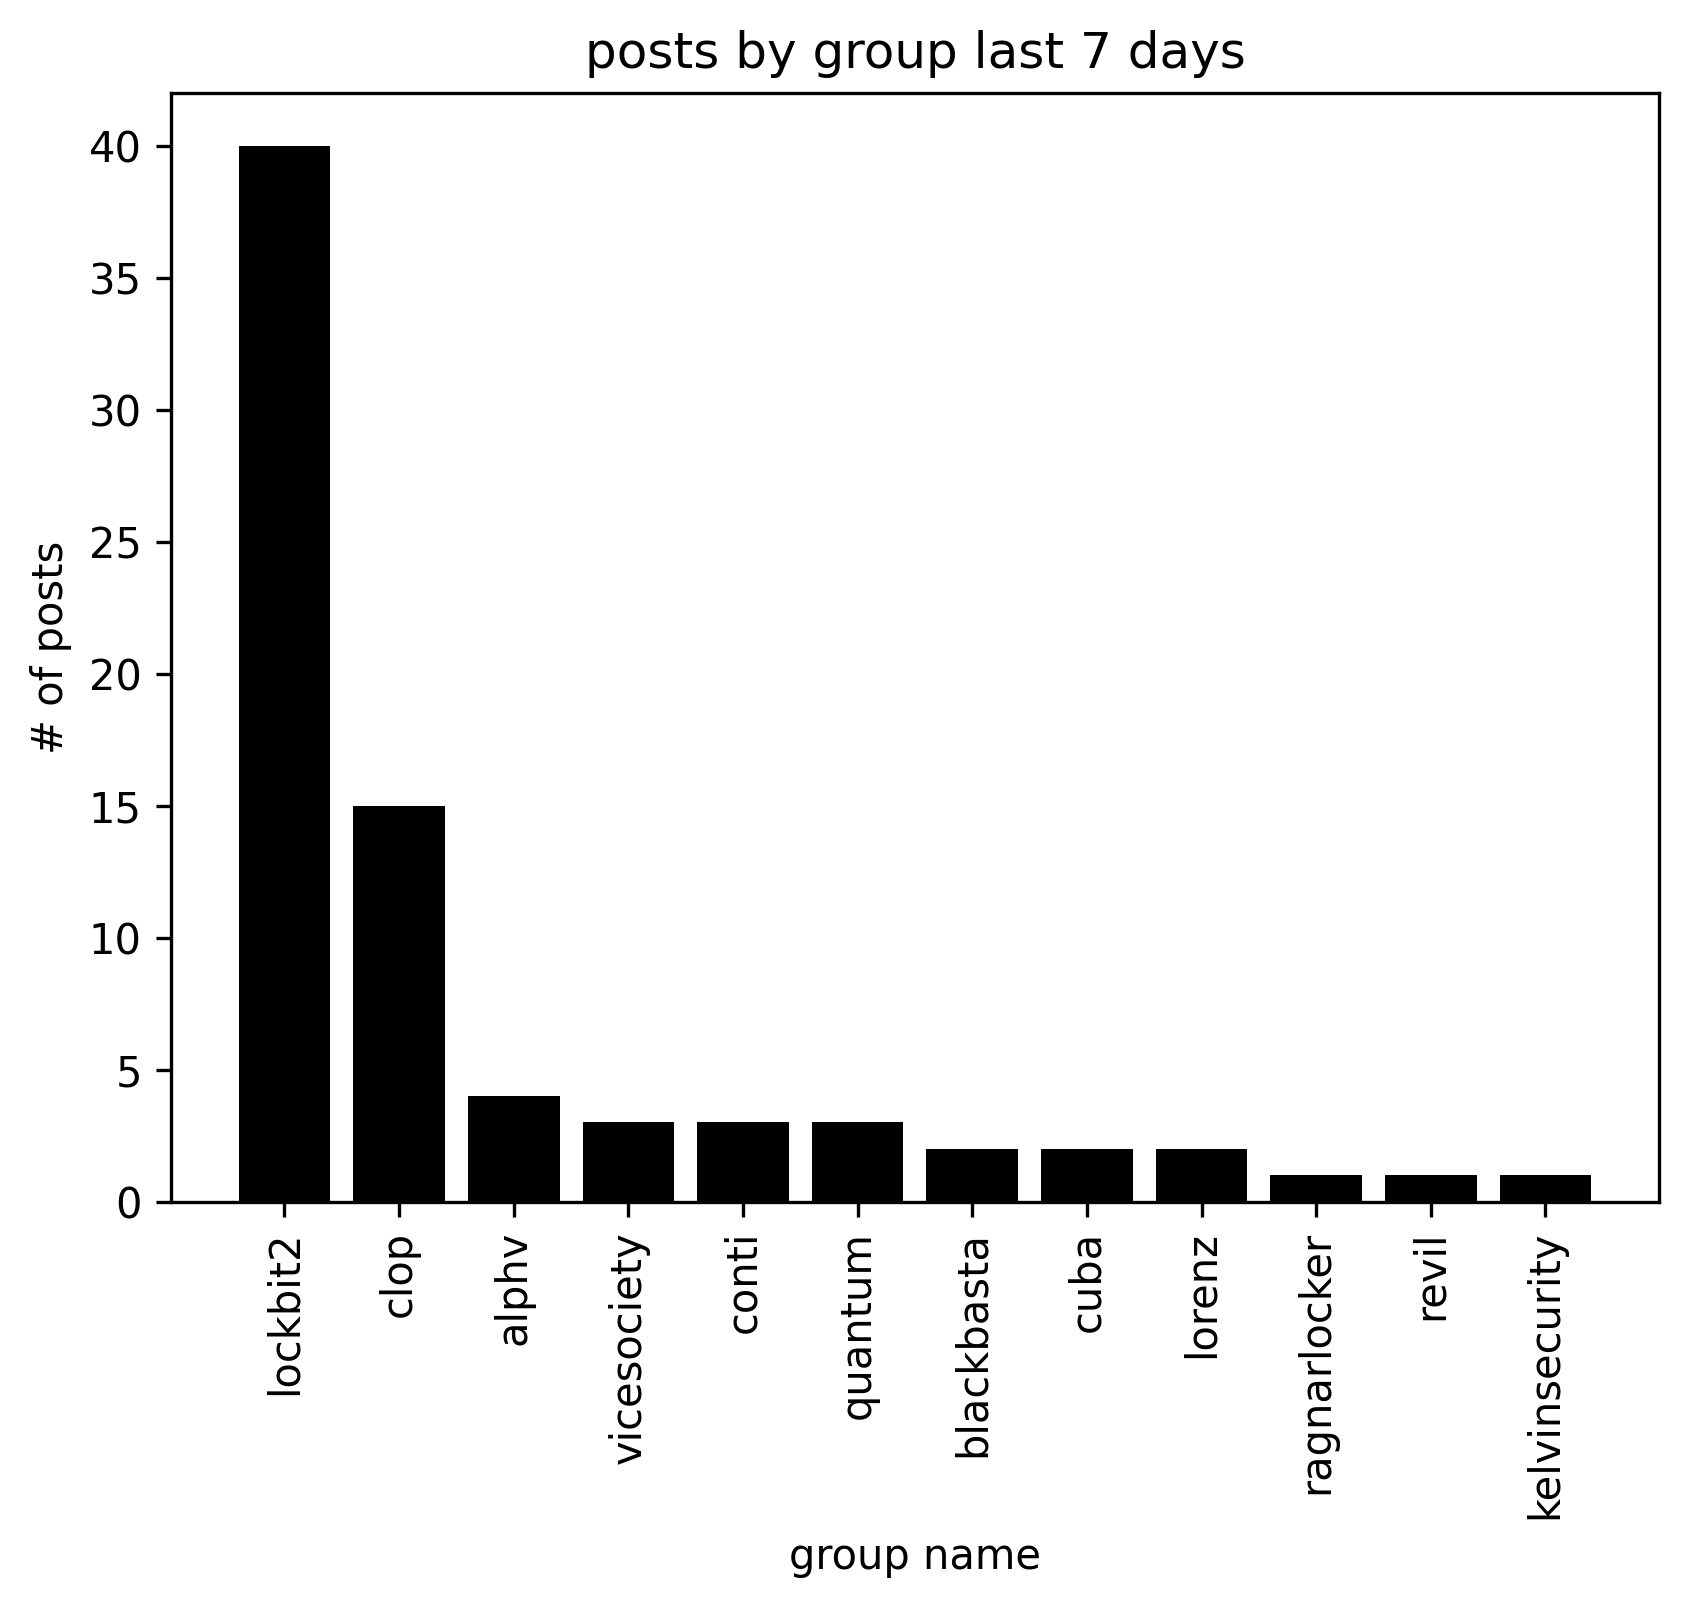 posts by group last 7 days
# of posts
40
35
30
25
20
15
10
5
0
lockbit2
clop
alphv
vicesociety
conti
quantum
blackbasta
cuba
lorenz
ragnarlocker
revil
kelvinsecurity
group name